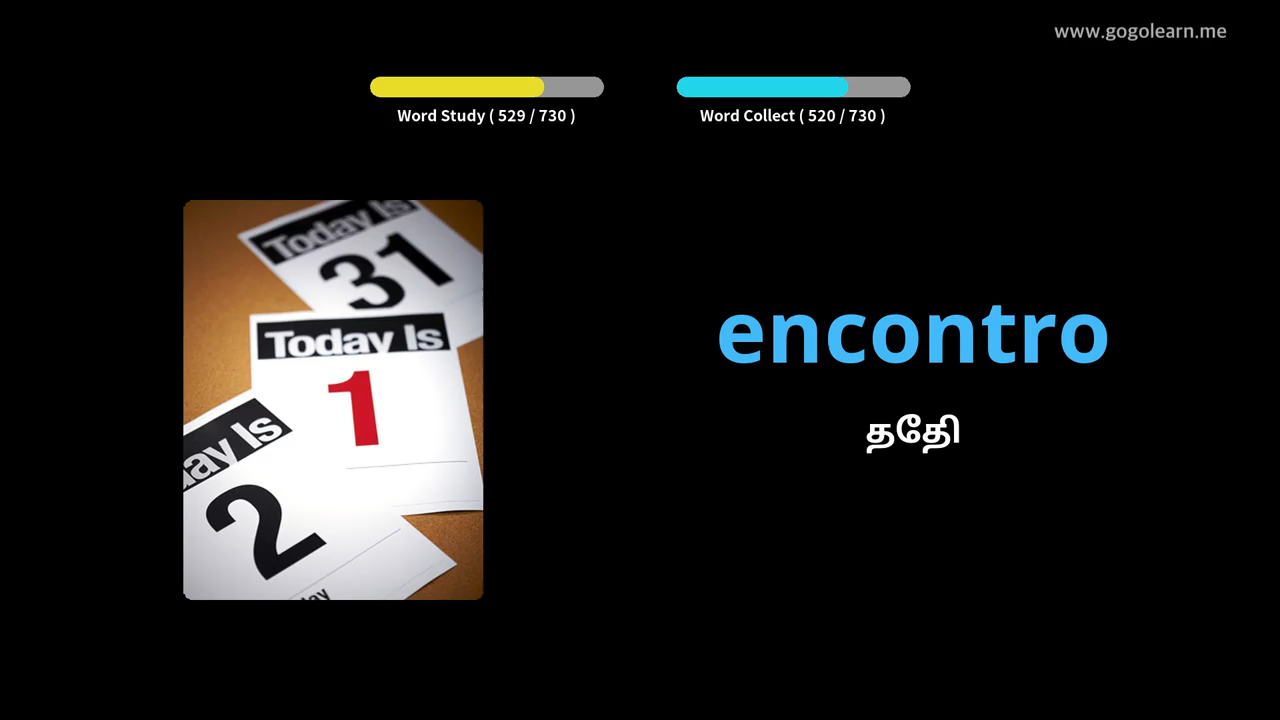 www.gogolearn.me
Word Study ( 529 / 730 )
Word Collect ( 520 / 730 )
Today Is
31
Today Is
1
ay Is
2
day
encontro
தேதி